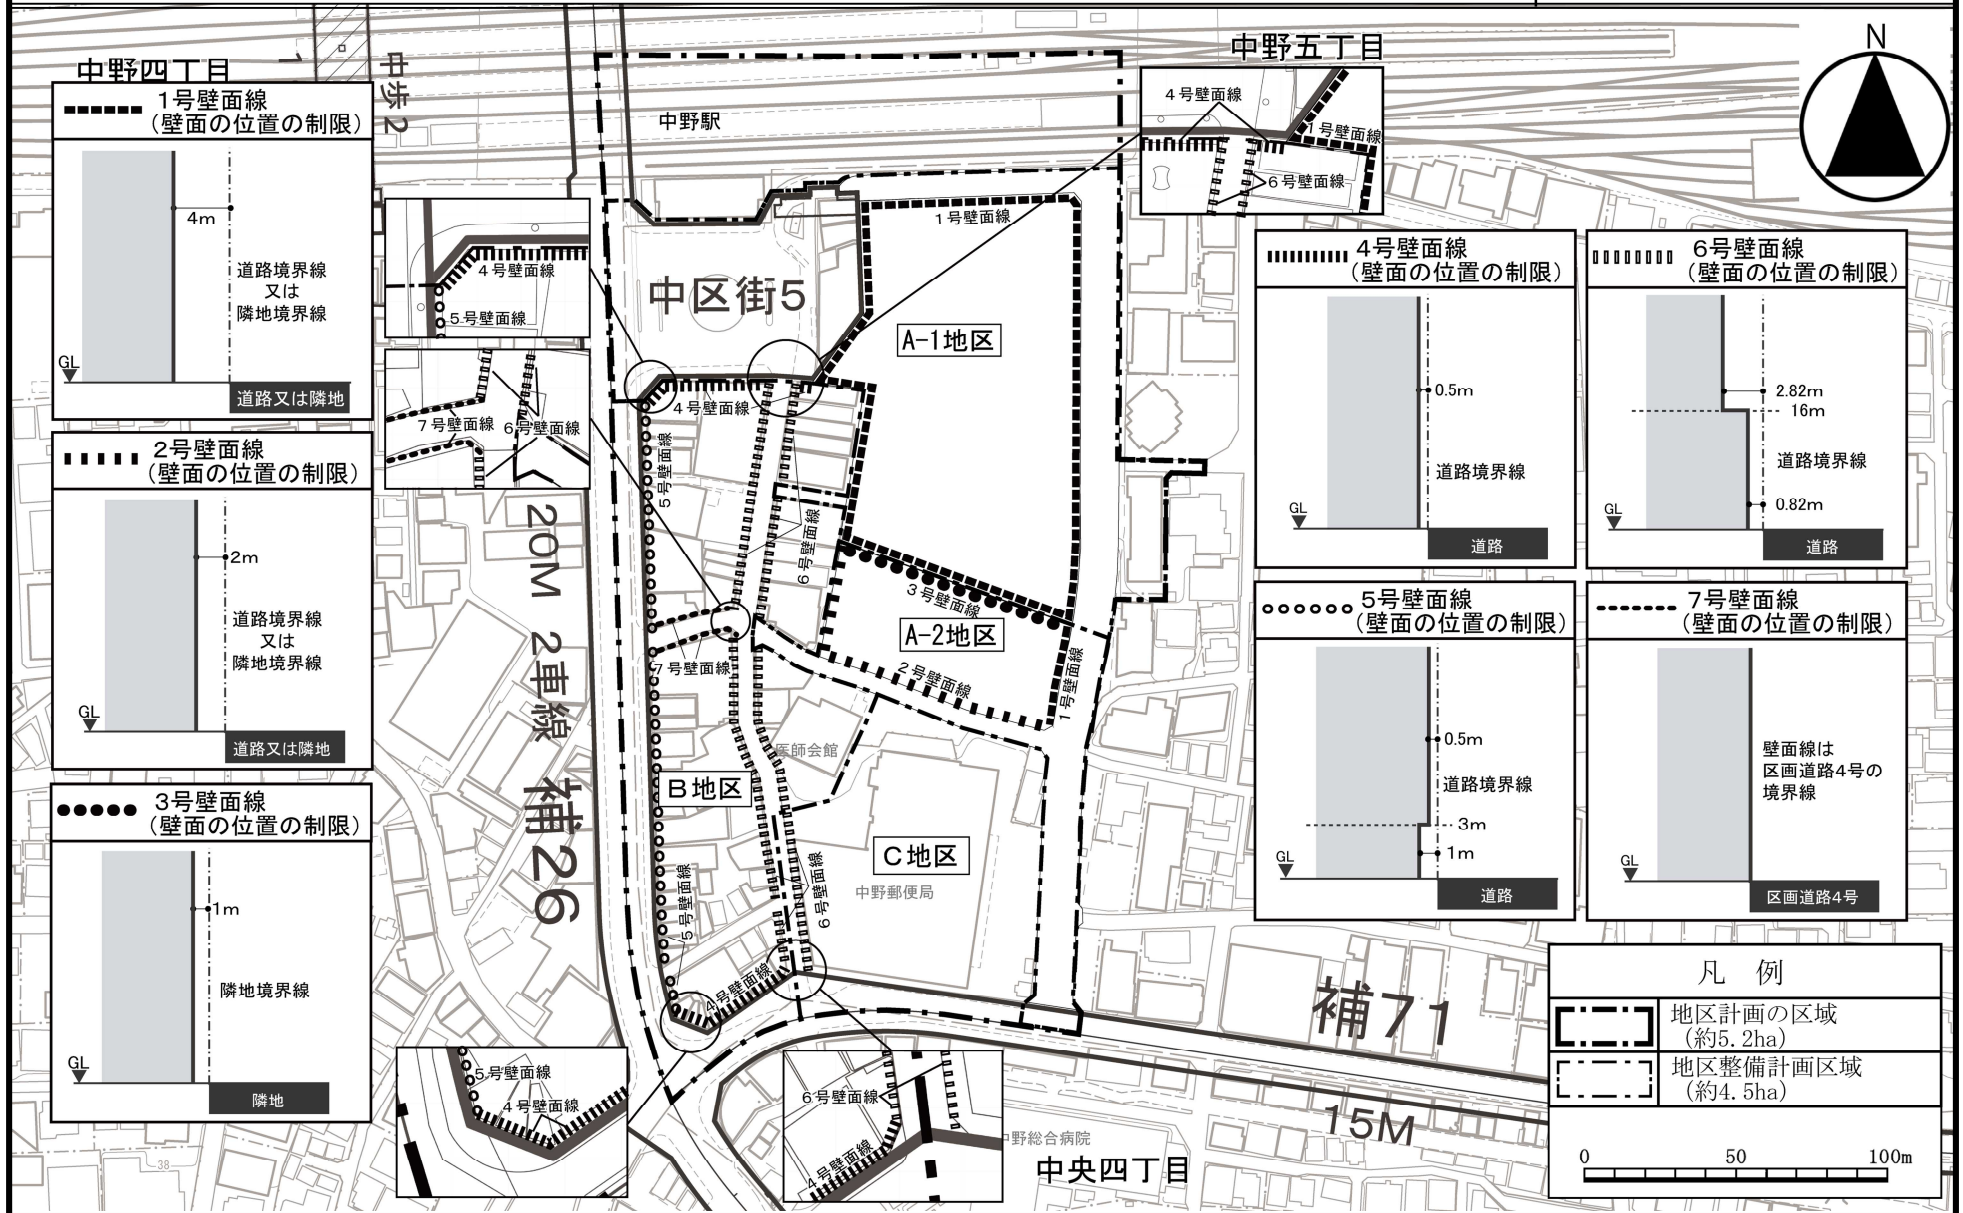 中野四丁目
中歩2
1
中野駅
中野五丁目
N
1号壁面線
(壁面の位置の制限)
4m
道路境界線
又は
隣地境界線
GL
道路又は隣地
2号壁面線
(壁面の位置の制限)
2m
道路境界線
又は
隣地境界線
GL
道路又は隣地
3号壁面線
(壁面の位置の制限)
1m
隣地境界線
GL
隣地
4号壁面線
5号壁面線
7号壁面線
6号壁面線
4号壁面線
1号壁面線
6号壁面線
中区街5
1号壁面線
A-1地区
4号壁面線
5号壁面線
6号壁面線
3号壁面線
A-2地区
2号壁面線
1号壁面線
7号壁面線
医師会館
B地区
C地区
中野郵便局
5号壁面線
6号壁面線
4号壁面線
20M 2車線 補26
4号壁面線
(壁面の位置の制限)
0.5m
道路境界線
GL
道路
6号壁面線
(壁面の位置の制限)
2.82m
16m
道路境界線
0.82m
GL
道路
5号壁面線
(壁面の位置の制限)
0.5m
道路境界線
3m
1m
GL
道路
7号壁面線
(壁面の位置の制限)
壁面線は
区画道路4号の
境界線
GL
区画道路4号
5号壁面線
4号壁面線
6号壁面線
4号壁面線
中野総合病院
中央四丁目
補71
15M
38
凡 例
地区計画の区域
(約5.2ha)
地区整備計画区域
(約4.5ha)
0 50 100m